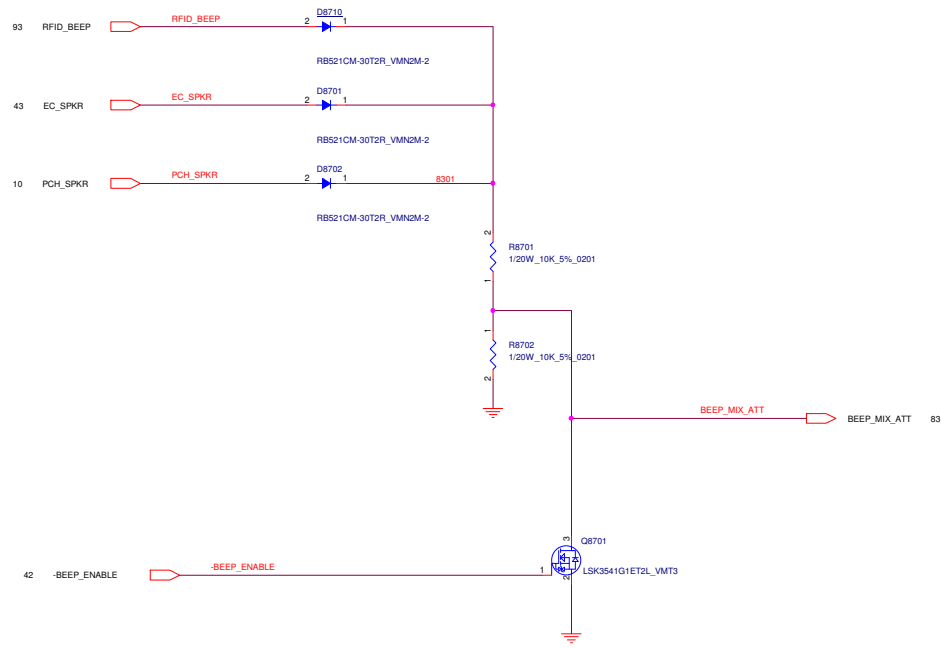 D8710
93 RFID_BEEP RFID_BEEP 2 1
RB521CM-30T2R_VMN2M-2
D8701
43 EC_SPKR EC_SPKR 2 1
RB521CM-30T2R_VMN2M-2
D8702
10 PCH_SPKR PCH_SPKR 2 1 8301
RB521CM-30T2R_VMN2M-2
2
R8701
1/20W_10K_5%_0201
1
1
R8702
1/20W_10K_5%_0201
2
BEEP_MIX_ATT
BEEP_MIX_ATT 83
3
Q8701
-BEEP_ENABLE
42 -BEEP_ENABLE 1
LSK3541G1ET2L_VMT3
2